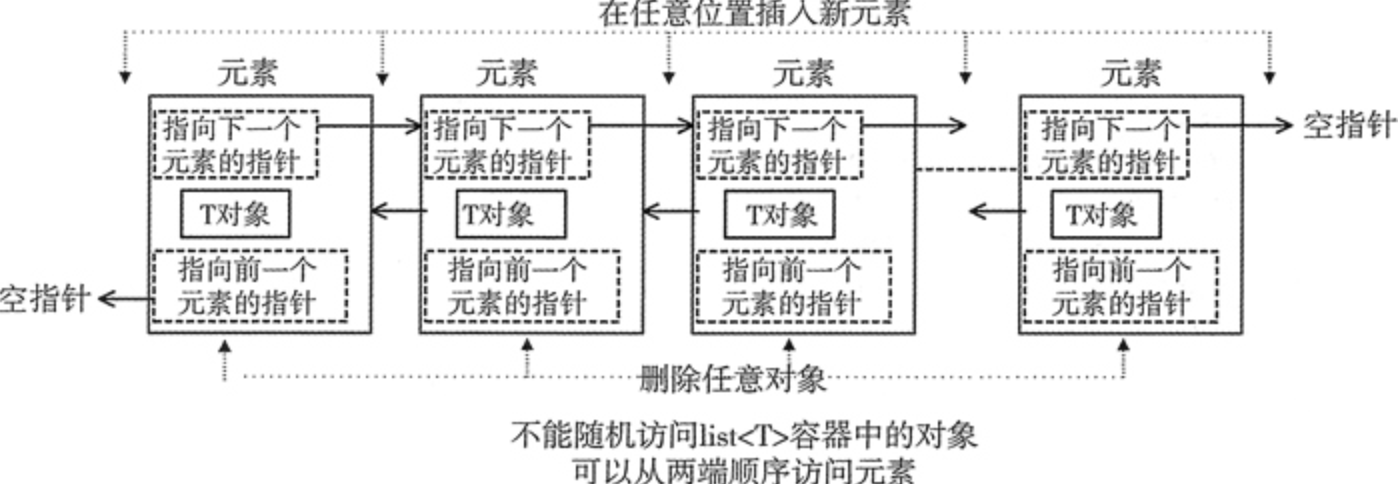 在任意位置插入新元素
元素 元素 元素 元素
指向下一个 指向下一个 指向下一个 指向下一个
元素的指针 元素的指针 元素的指针 元素的指针
空指针
T对象 T对象 T对象 T对象
指向前一个 指向前一个 指向前一个 指向前一个
元素的指针 元素的指针 元素的指针 元素的指针
空指针
删除任意对象
不能随机访问list<T>容器中的对象
可以从两端顺序访问元素